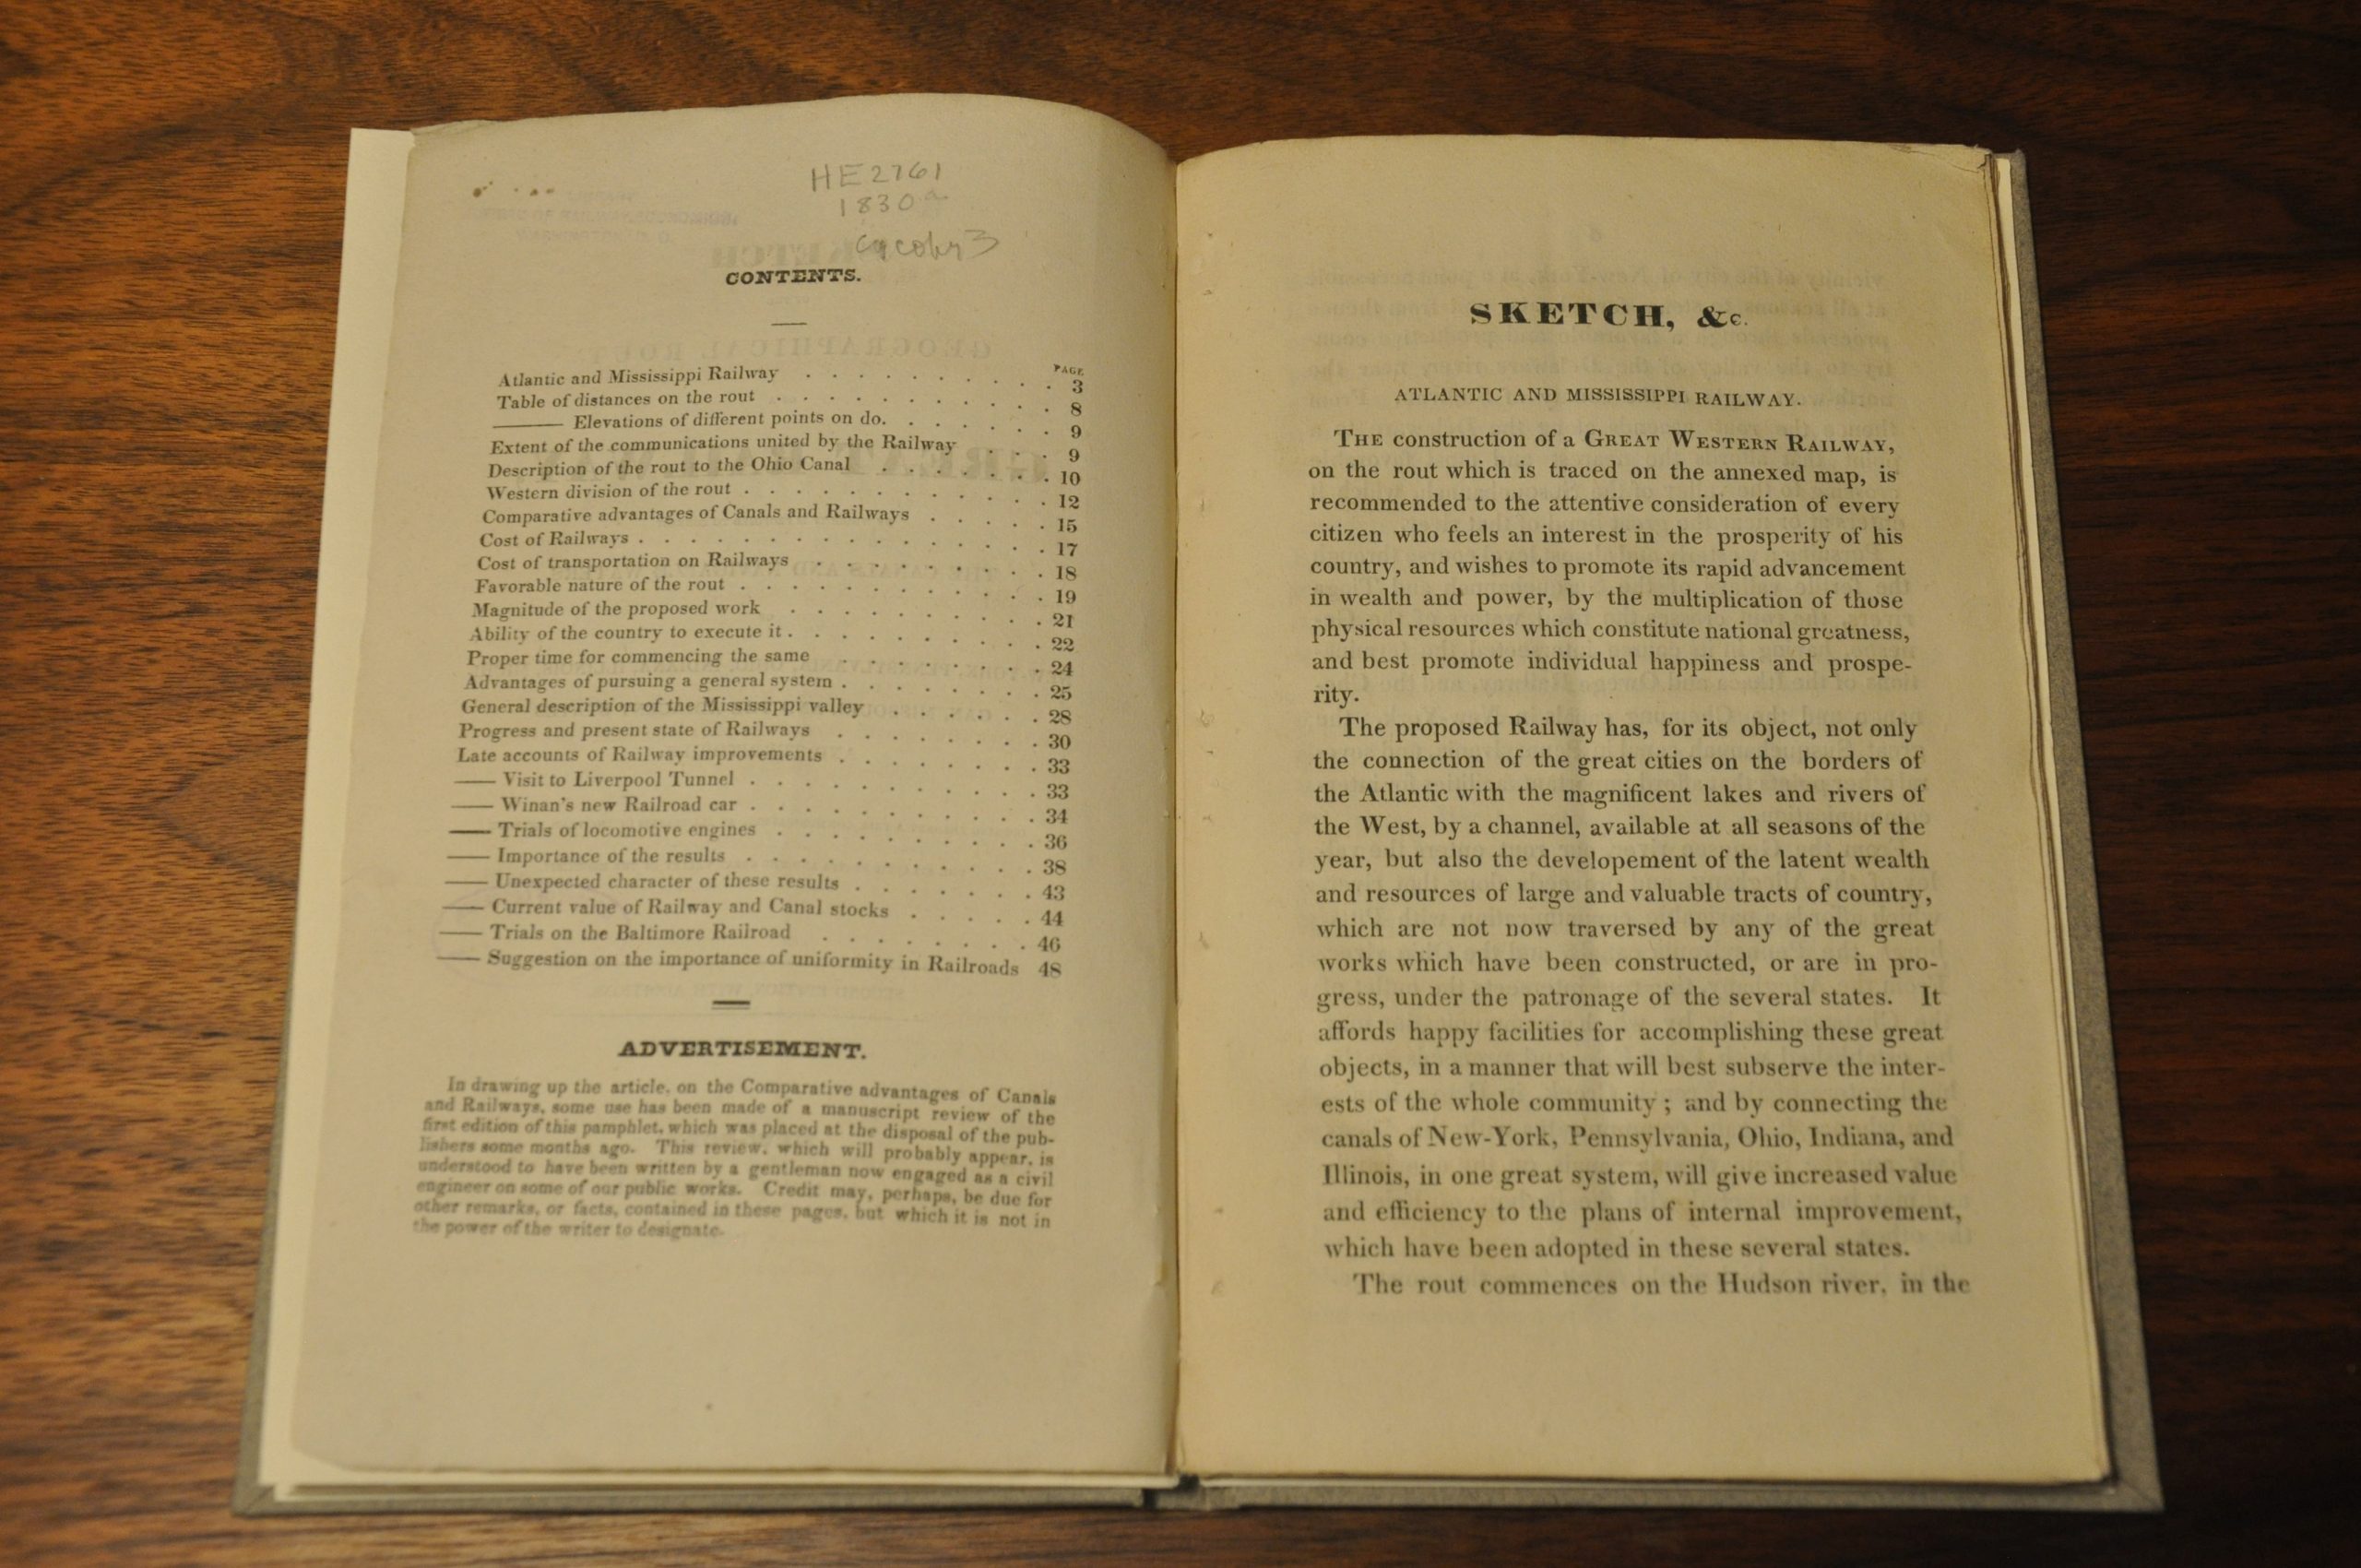 HE2761
1830
CONTENTS.
PAGE
Atlantic and Mississippi Railway . . . . . . . . . . 3
Table of distances on the rout . . . . . . . . . . . 8
——— Elevations of different points on do. . . . . . . 9
Extent of the communications united by the Railway . . . 9
Description of the rout to the Ohio Canal . . . . . . . 10
Western division of the rout . . . . . . . . . . . . 12
Comparative advantages of Canals and Railways . . . . . 15
Cost of Railways . . . . . . . . . . . . . . . . 17
Cost of transportation on Railways . . . . . . . . . 18
Favorable nature of the rout . . . . . . . . . . . . 19
Magnitude of the proposed work . . . . . . . . . . 21
Ability of the country to execute it . . . . . . . . . . 22
Proper time for commencing the same . . . . . . . . 24
Advantages of pursuing a general system . . . . . . . . 25
General description of the Mississippi valley . . . . . . 28
Progress and present state of Railways . . . . . . . . 30
Late accounts of Railway improvements . . . . . . . . 33
—— Visit to Liverpool Tunnel . . . . . . . . . . . 33
—— Winan's new Railroad car . . . . . . . . . . . 34
—— Trials of locomotive engines . . . . . . . . . . 36
—— Importance of the results . . . . . . . . . . . 38
—— Unexpected character of these results . . . . . . . 43
—— Current value of Railway and Canal stocks . . . . . 44
—— Trials on the Baltimore Railroad . . . . . . . . 46
—— Suggestion on the importance of uniformity in Railroads 48
ADVERTISEMENT.
In drawing up the article, on the Comparative advantages of Canals
and Railways, some use has been made of a manuscript review of the
first edition of this pamphlet, which was placed at the disposal of the pub-
lishers some months ago. This review, which will probably appear, is
understood to have been written by a gentleman now engaged as a civil
engineer on some of our public works. Credit may, perhaps, be due for
other remarks, or facts, contained in these pages, but which it is not in
the power of the writer to designate.
SKETCH, &c.
ATLANTIC AND MISSISSIPPI RAILWAY.
THE construction of a GREAT WESTERN RAILWAY,
on the rout which is traced on the annexed map, is
recommended to the attentive consideration of every
citizen who feels an interest in the prosperity of his
country, and wishes to promote its rapid advancement
in wealth and power, by the multiplication of those
physical resources which constitute national greatness,
and best promote individual happiness and prospe-
rity.
The proposed Railway has, for its object, not only
the connection of the great cities on the borders of
the Atlantic with the magnificent lakes and rivers of
the West, by a channel, available at all seasons of the
year, but also the developement of the latent wealth
and resources of large and valuable tracts of country,
which are not now traversed by any of the great
works which have been constructed, or are in pro-
gress, under the patronage of the several states. It
affords happy facilities for accomplishing these great
objects, in a manner that will best subserve the inter-
ests of the whole community ; and by connecting the
canals of New-York, Pennsylvania, Ohio, Indiana, and
Illinois, in one great system, will give increased value
and efficiency to the plans of internal improvement,
which have been adopted in these several states.
The rout commences on the Hudson river, in the